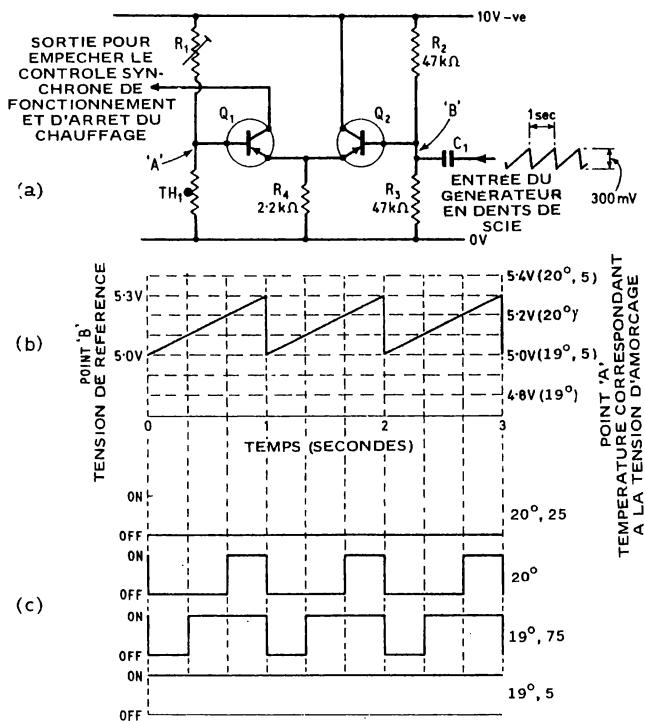 10V -ve
SORTIE POUR
EMPECHER LE
CONTROLE SYN-
CHRONE DE
FONCTIONNEMENT
ET D'ARRET DU
CHAUFFAGE
R1
R2
47kΩ
Q1
Q2
'A'
'B'
C1
1sec
300mV
(a)
TH1
R4
2·2kΩ
R3
47kΩ
ENTRÉE DU
GÉNÉRATEUR
EN DENTS DE
SCIE
0V
(b)
POINT 'B'
TENSION DE RÉFÉRENCE
5·3V
5·0V
5·4V (20°, 5)
5·2V (20°)
5·0V (19°, 5)
4·8V (19°)
POINT 'A'
TEMPERATURE CORRESPONDANT
A LA TENSION D'AMORCAGE
0
1
2
3
TEMPS (SECONDES)
(c)
ON
OFF
20°, 25
ON
OFF
20°
ON
OFF
19°, 75
ON
OFF
19°, 5